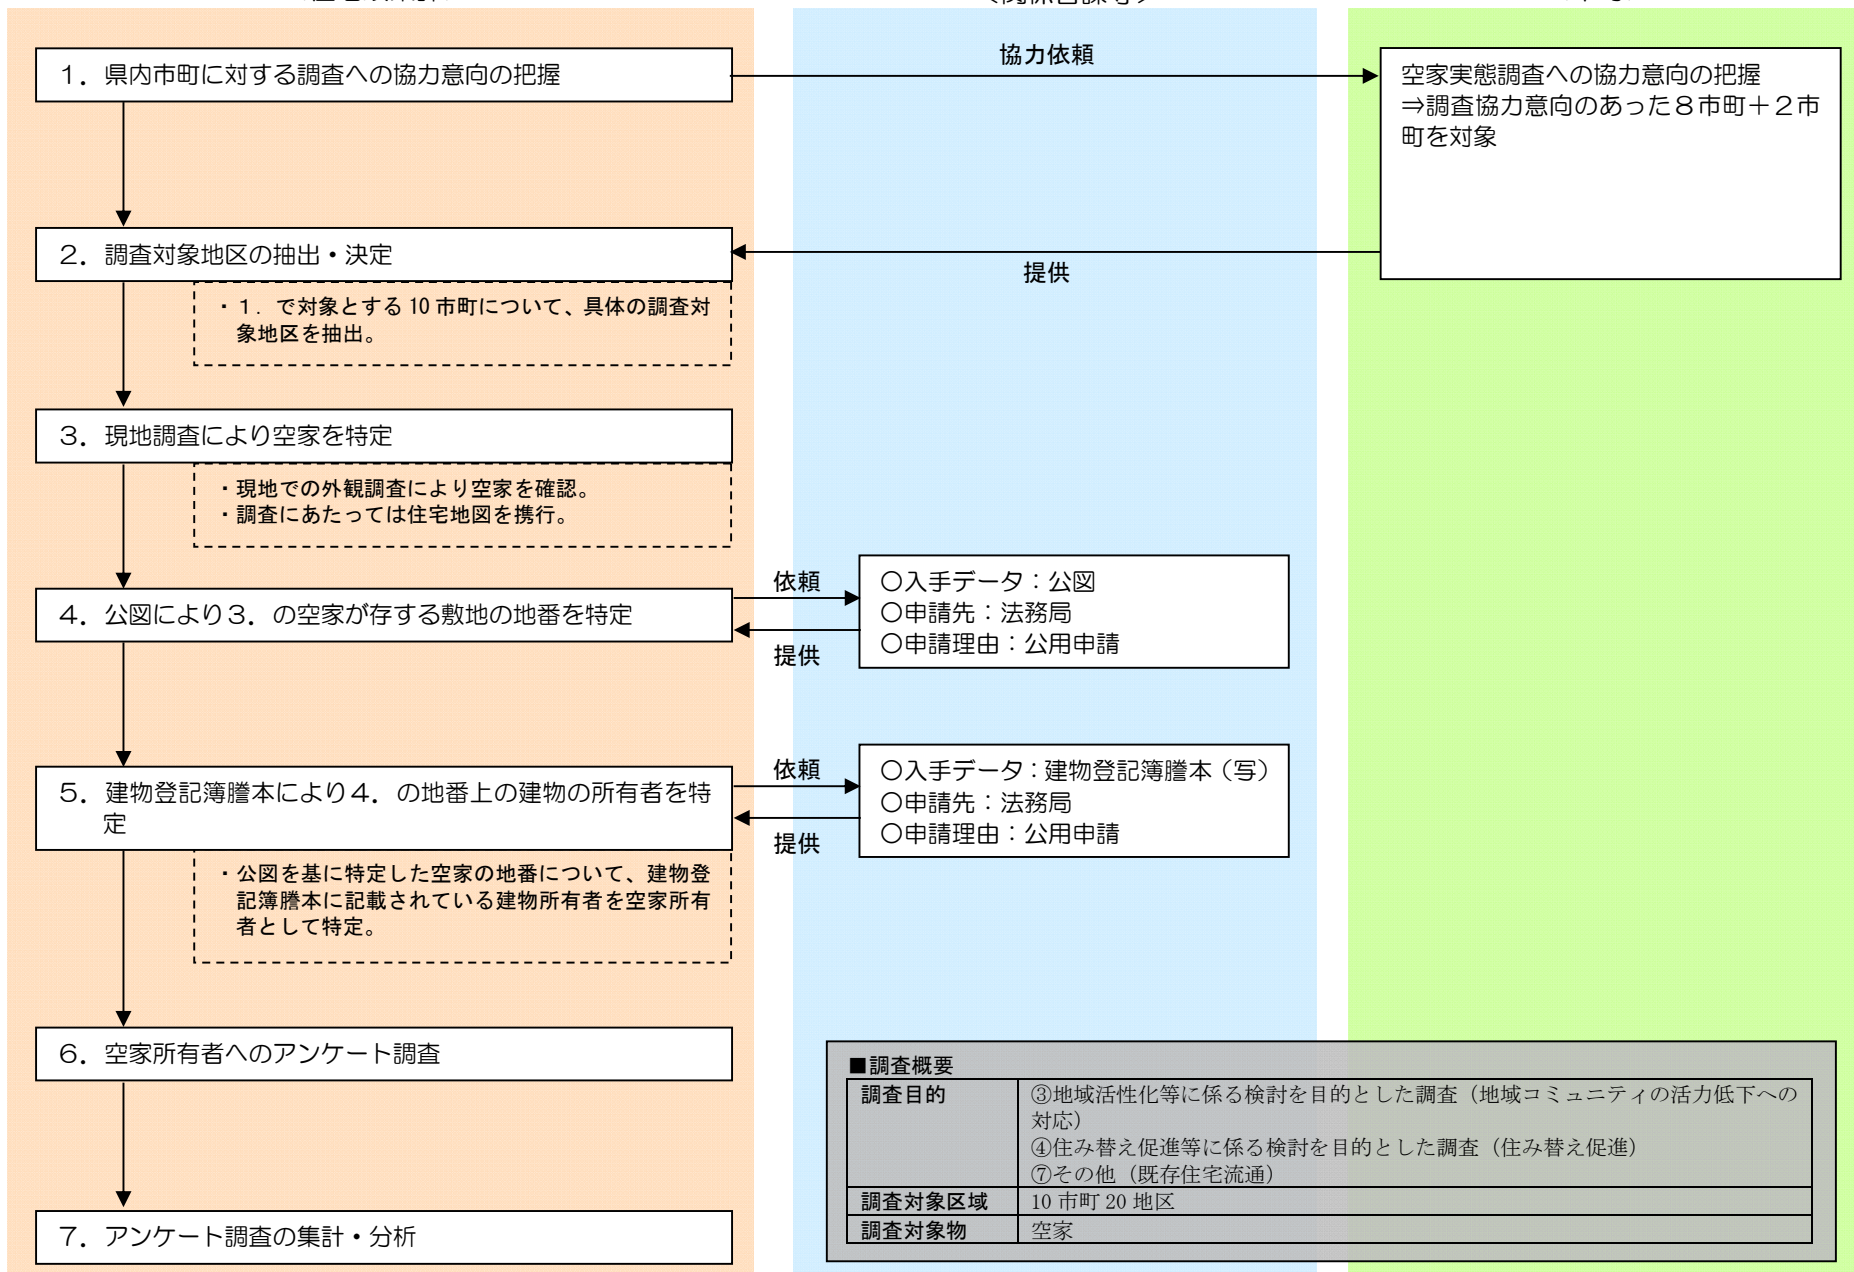 1．県内市町に対する調査への協力意向の把握
協力依頼
空家実態調査への協力意向の把握
⇒調査協力意向のあった８市町＋２市
町を対象
2．調査対象地区の抽出・決定
提供
・１．で対象とする 10 市町について、具体の調査対
象地区を抽出。
3．現地調査により空家を特定
・現地での外観調査により空家を確認。
・調査にあたっては住宅地図を携行。
4．公図により３．の空家が存する敷地の地番を特定
依頼
提供
○入手データ：公図
○申請先：法務局
○申請理由：公用申請
5．建物登記簿謄本により４．の地番上の建物の所有者を特
定
依頼
提供
○入手データ：建物登記簿謄本（写）
○申請先：法務局
○申請理由：公用申請
・公図を基に特定した空家の地番について、建物登
記簿謄本に記載されている建物所有者を空家所有
者として特定。
6．空家所有者へのアンケート調査
7．アンケート調査の集計・分析
■調査概要
調査目的
③地域活性化等に係る検討を目的とした調査（地域コミュニティの活力低下への
対応）
④住み替え促進等に係る検討を目的とした調査（住み替え促進）
⑦その他（既存住宅流通）
調査対象区域 10 市町 20 地区
調査対象物 空家